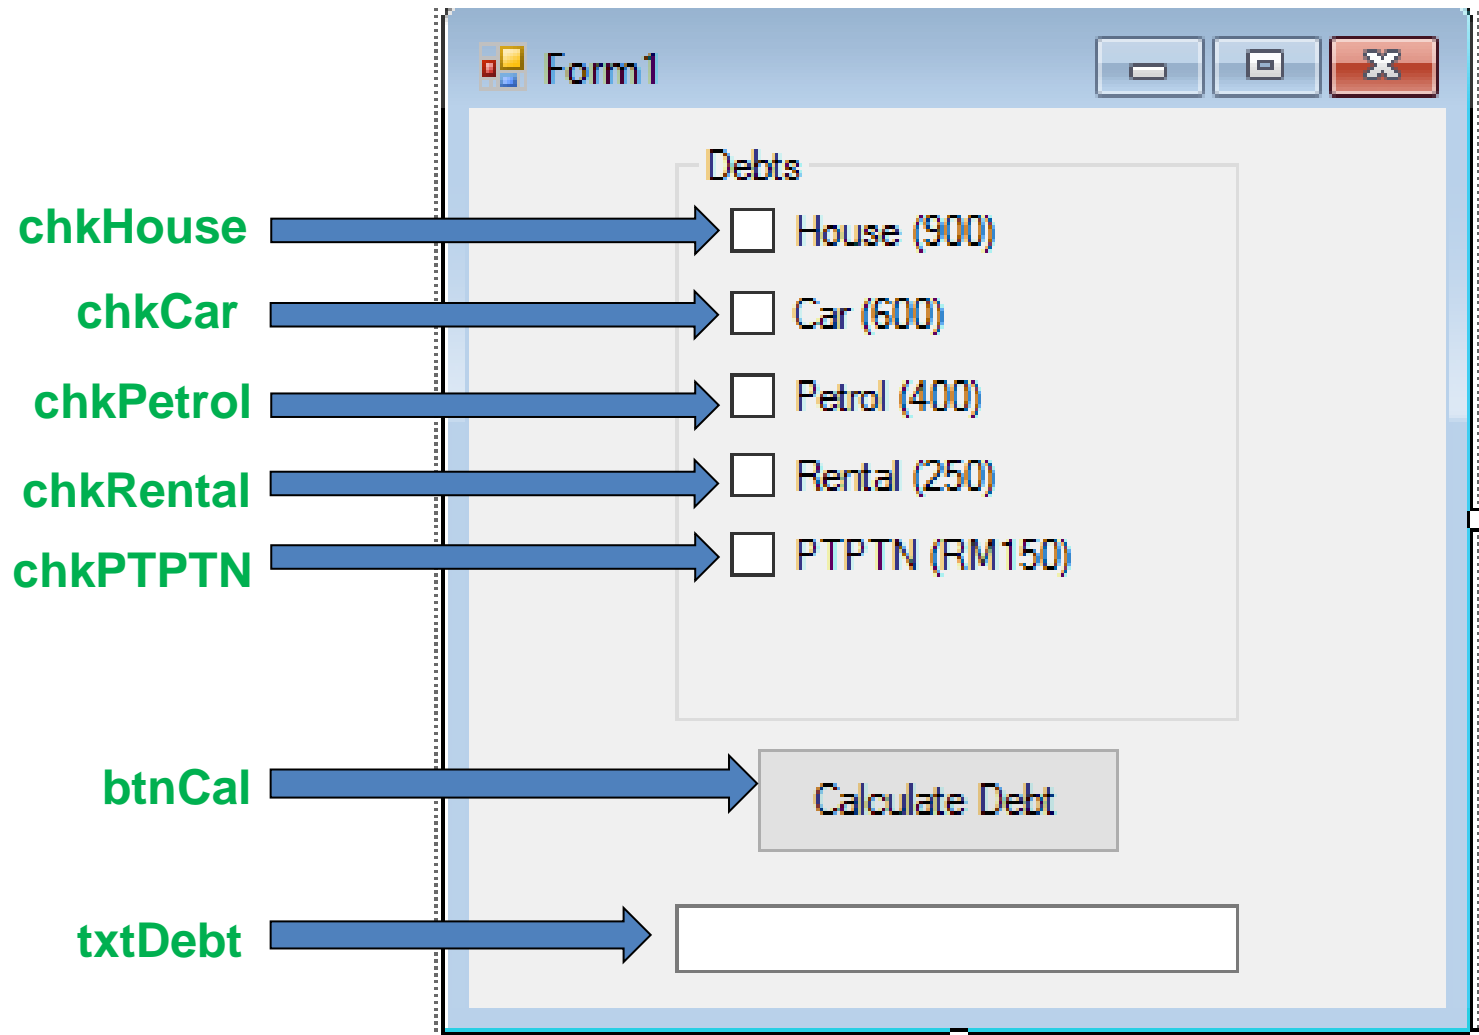 Form1
Debts
chkHouse
House (900)
chkCar
Car (600)
chkPetrol
Petrol (400)
chkRental
Rental (250)
chkPTPTN
PTPTN (RM150)
btnCal
Calculate Debt
txtDebt